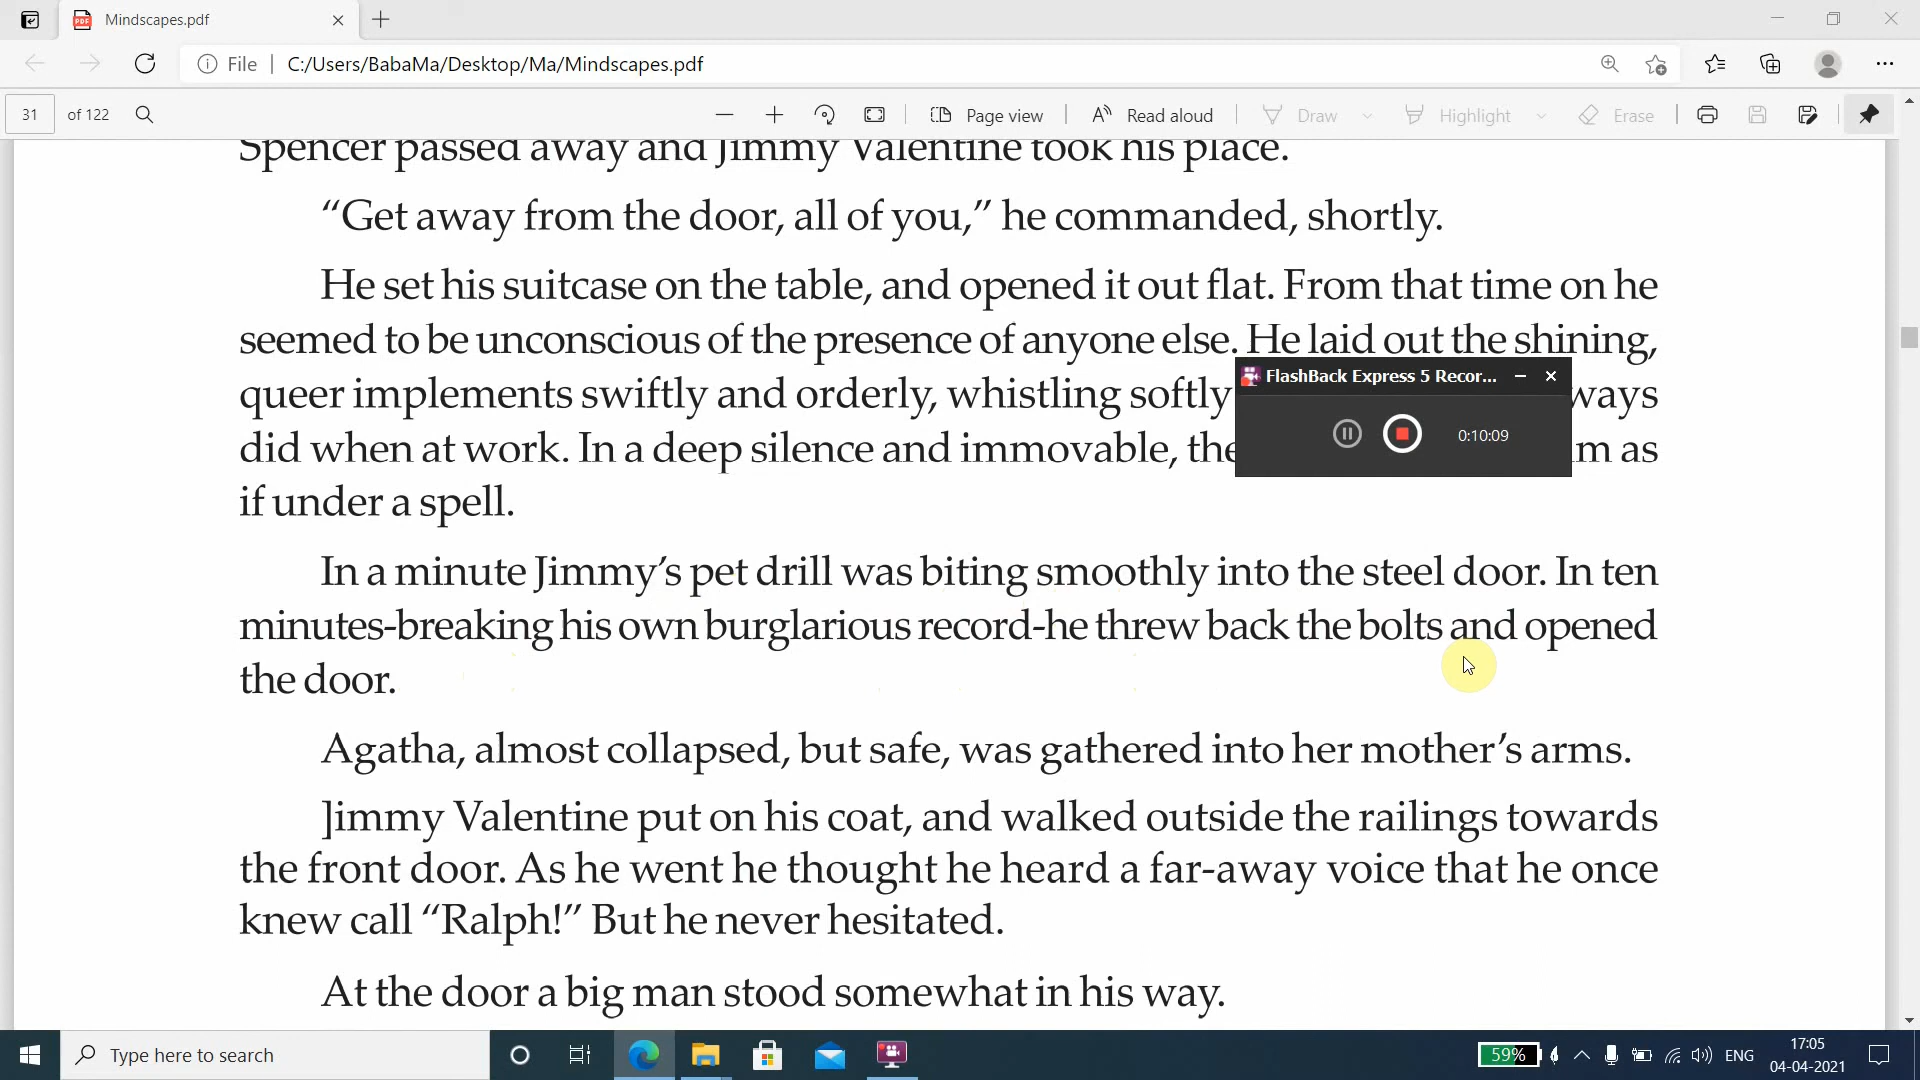 Mindscapes.pdf
File C:/Users/BabaMa/Desktop/Ma/Mindscapes.pdf
31 of 122 Page view Read aloud Draw Highlight Erase
Spencer passed away and Jimmy Valentine took his place.
“Get away from the door, all of you,” he commanded, shortly.
He set his suitcase on the table, and opened it out flat. From that time on he
seemed to be unconscious of the presence of anyone else. He laid out the shining,
queer implements swiftly and orderly, whistling softly ways
did when at work. In a deep silence and immovable, the m as
if under a spell.
FlashBack Express 5 Recor...
0:10:09
In a minute Jimmy’s pet drill was biting smoothly into the steel door. In ten
minutes-breaking his own burglarious record-he threw back the bolts and opened
the door.
Agatha, almost collapsed, but safe, was gathered into her mother’s arms.
]immy Valentine put on his coat, and walked outside the railings towards
the front door. As he went he thought he heard a far-away voice that he once
knew call “Ralph!” But he never hesitated.
At the door a big man stood somewhat in his way.
Type here to search
59% ENG
17:05
04-04-2021